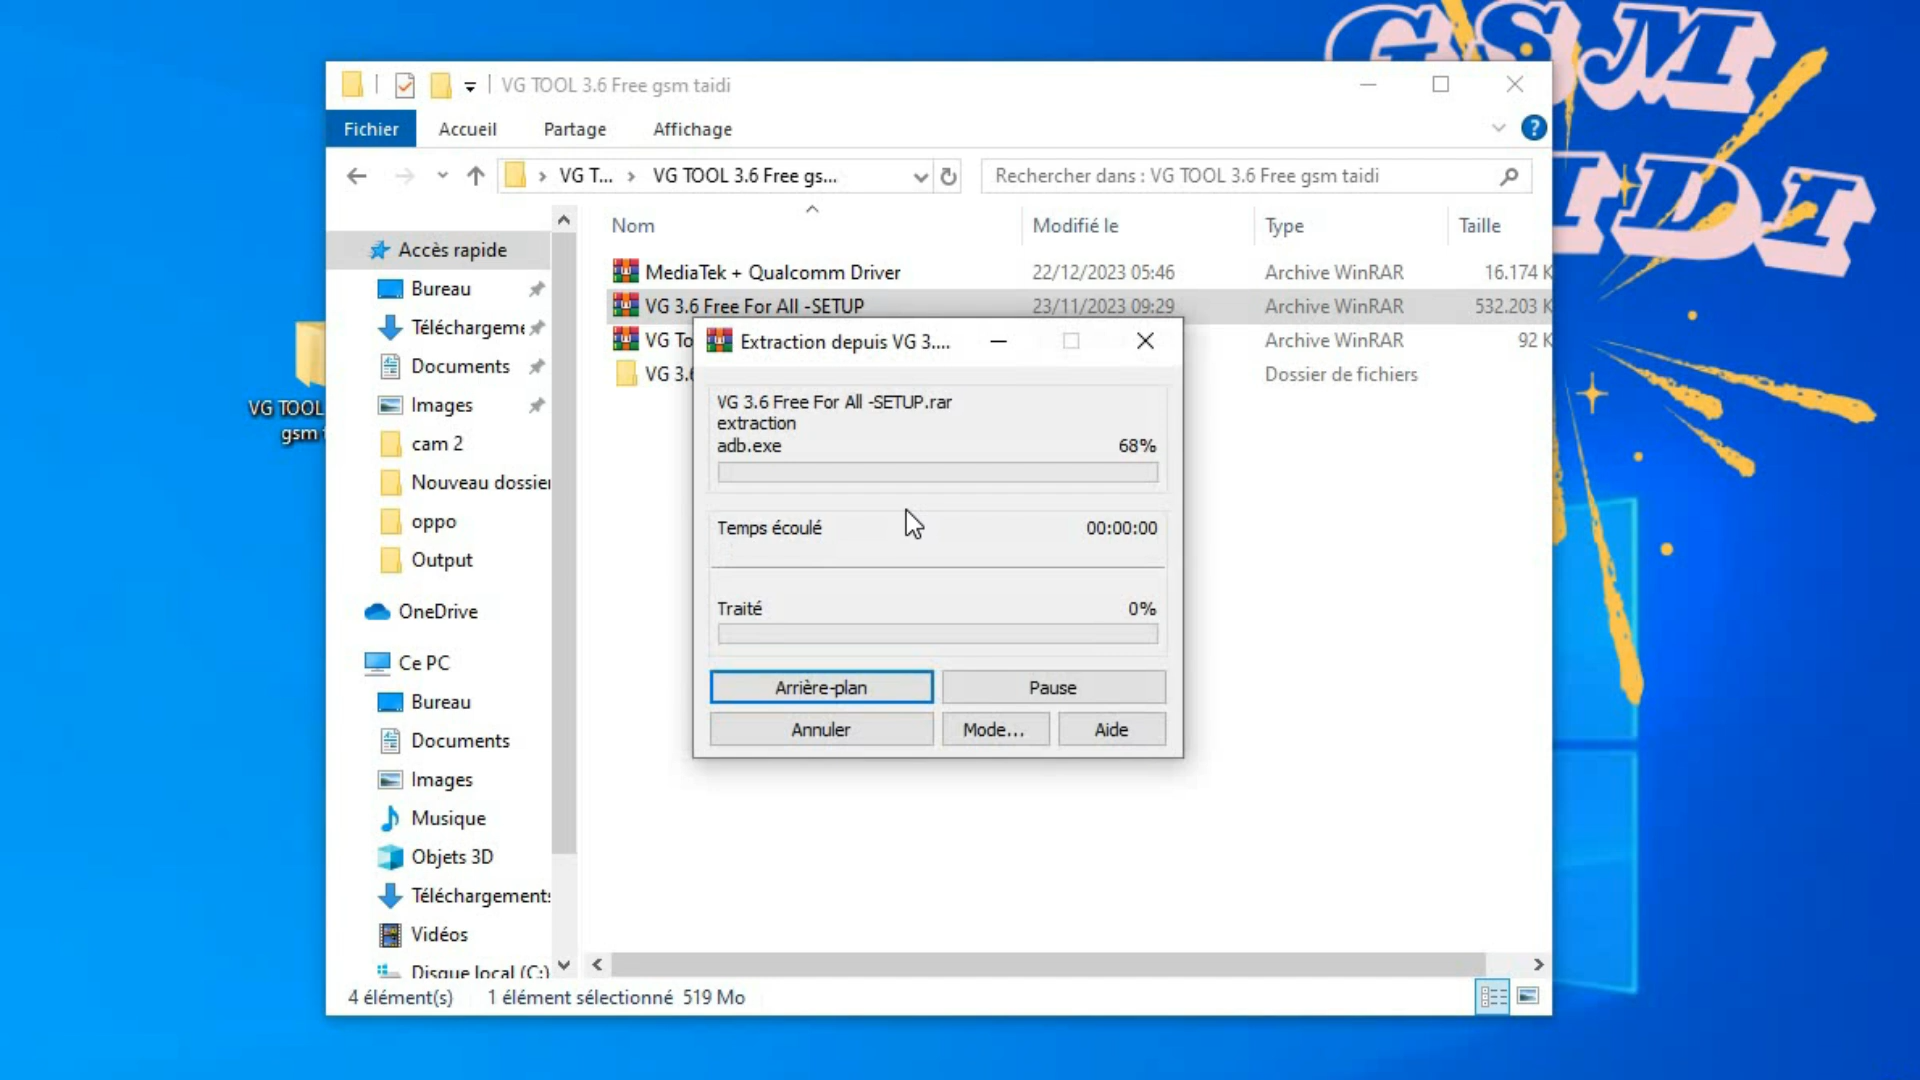 GSM
VG TOOL 3.6 Free gsm taidi
Fichier Accueil Partage Affichage
VG T... VG TOOL 3.6 Free gs... Rechercher dans : VG TOOL 3.6 Free gsm taidi
IDI
Nom Modifié le Type Taille
Accès rapide
Bureau
Téléchargeme
Documents
Images
cam 2
Nouveau dossier
oppo
Output
OneDrive
Ce PC
Bureau
Documents
Images
Musique
Objets 3D
Téléchargements
Vidéos
Disque local (C:)
MediaTek + Qualcomm Driver 22/12/2023 05:46 Archive WinRAR 16.174 K
VG 3.6 Free For All -SETUP 23/11/2023 09:29 Archive WinRAR 532.203 K
VG To Archive WinRAR 92 K
VG 3.6 Dossier de fichiers
VG TOOL
gsm
Extraction depuis VG 3....
VG 3.6 Free For All -SETUP.rar
extraction
adb.exe 68%
Temps écoulé 00:00:00
Traité 0%
Arrière-plan Pause
Annuler Mode... Aide
4 élément(s) 1 élément sélectionné 519 Mo